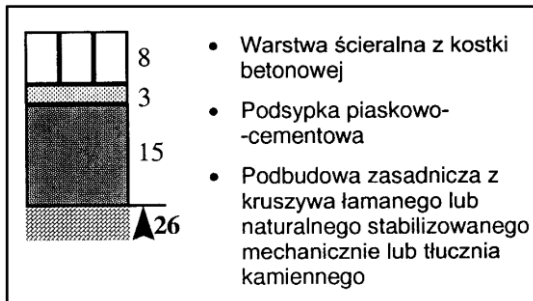 8
3
15
26
• Warstwa ścieralna z kostki
betonowej
• Podsypka piaskowo-
-cementowa
• Podbudowa zasadnicza z
kruszywa łamanego lub
naturalnego stabilizowanego
mechanicznie lub tłucznia
kamiennego